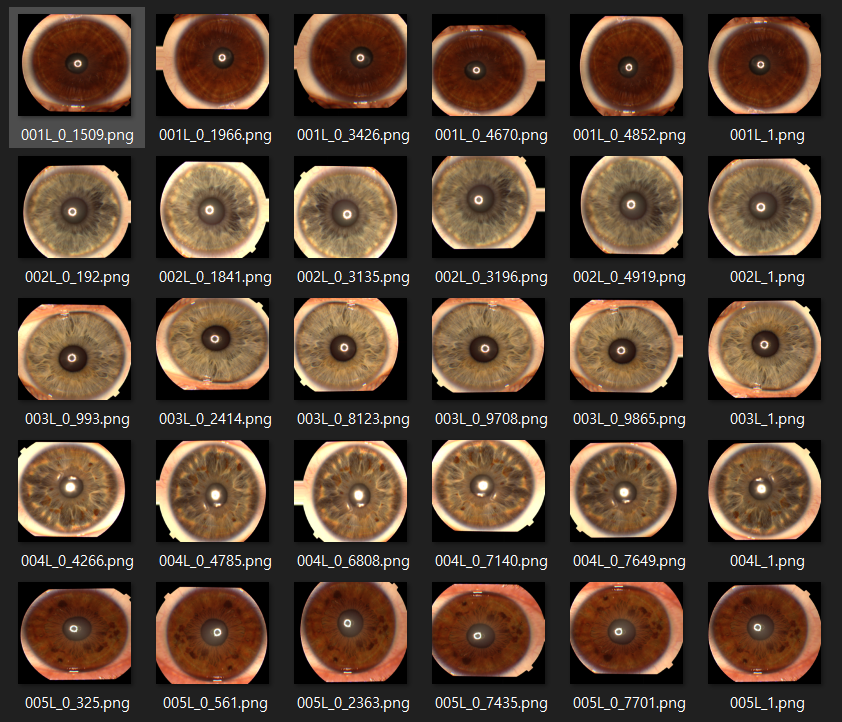 001L_0_1509.png 001L_0_1966.png 001L_0_3426.png 001L_0_4670.png 001L_0_4852.png 001L_1.png
002L_0_192.png 002L_0_1841.png 002L_0_3135.png 002L_0_3196.png 002L_0_4919.png 002L_1.png
003L_0_993.png 003L_0_2414.png 003L_0_8123.png 003L_0_9708.png 003L_0_9865.png 003L_1.png
004L_0_4266.png 004L_0_4785.png 004L_0_6808.png 004L_0_7140.png 004L_0_7649.png 004L_1.png
005L_0_325.png 005L_0_561.png 005L_0_2363.png 005L_0_7435.png 005L_0_7701.png 005L_1.png